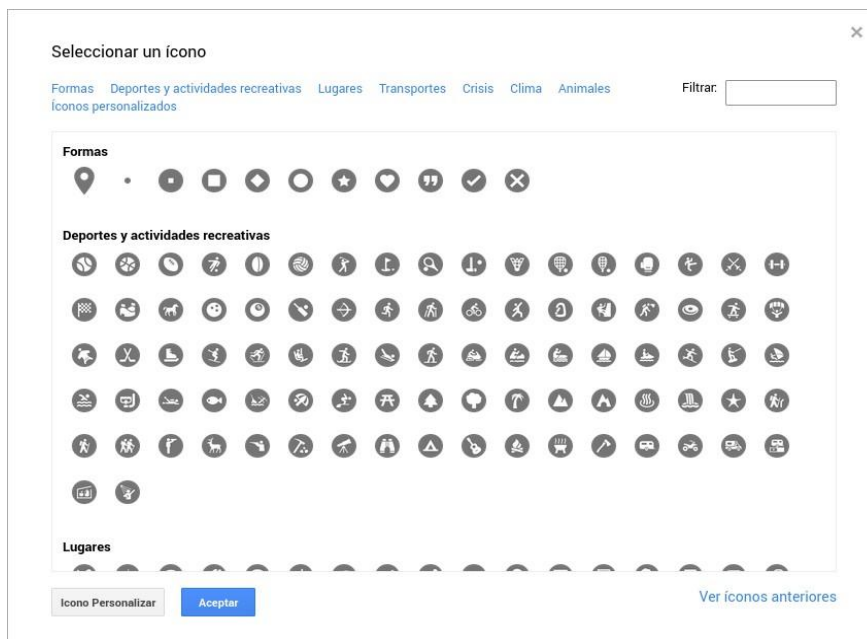 Seleccionar un ícono
Formas Deportes y actividades recreativas Lugares Transportes Crisis Clima Animales
Íconos personalizados
Filtrar:
Formas
Deportes y actividades recreativas
Lugares
Icono Personalizar
Aceptar
Ver íconos anteriores